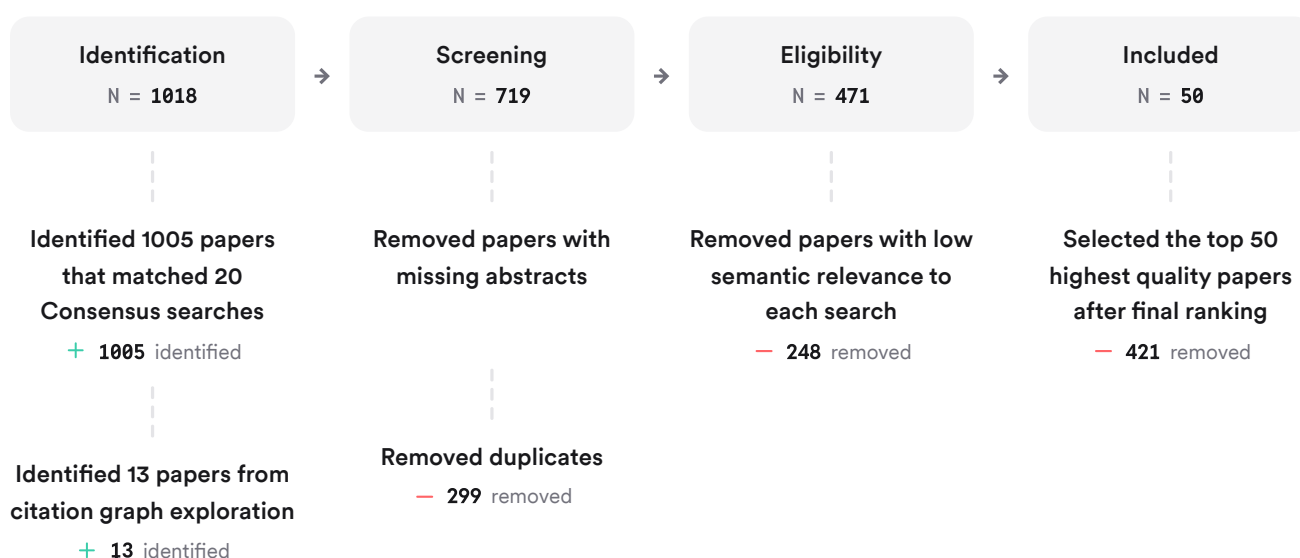 Identification
N = 1018
Identified 1005 papers
that matched 20
Consensus searches
+ 1005 identified
Identified 13 papers from
citation graph exploration
+ 13 identified
Screening
N = 719
Removed papers with
missing abstracts
Removed duplicates
− 299 removed
Eligibility
N = 471
Removed papers with low
semantic relevance to
each search
− 248 removed
Included
N = 50
Selected the top 50
highest quality papers
after final ranking
− 421 removed